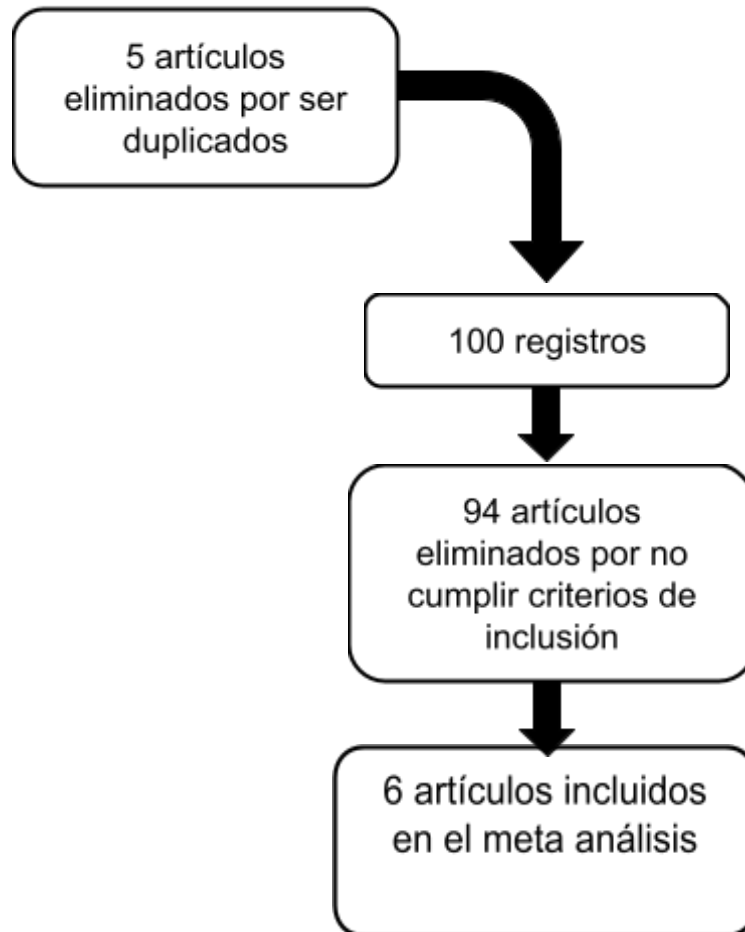 5 artículos
eliminados por ser
duplicados
100 registros
94 artículos
eliminados por no
cumplir criterios de
inclusión
6 artículos incluidos
en el meta análisis